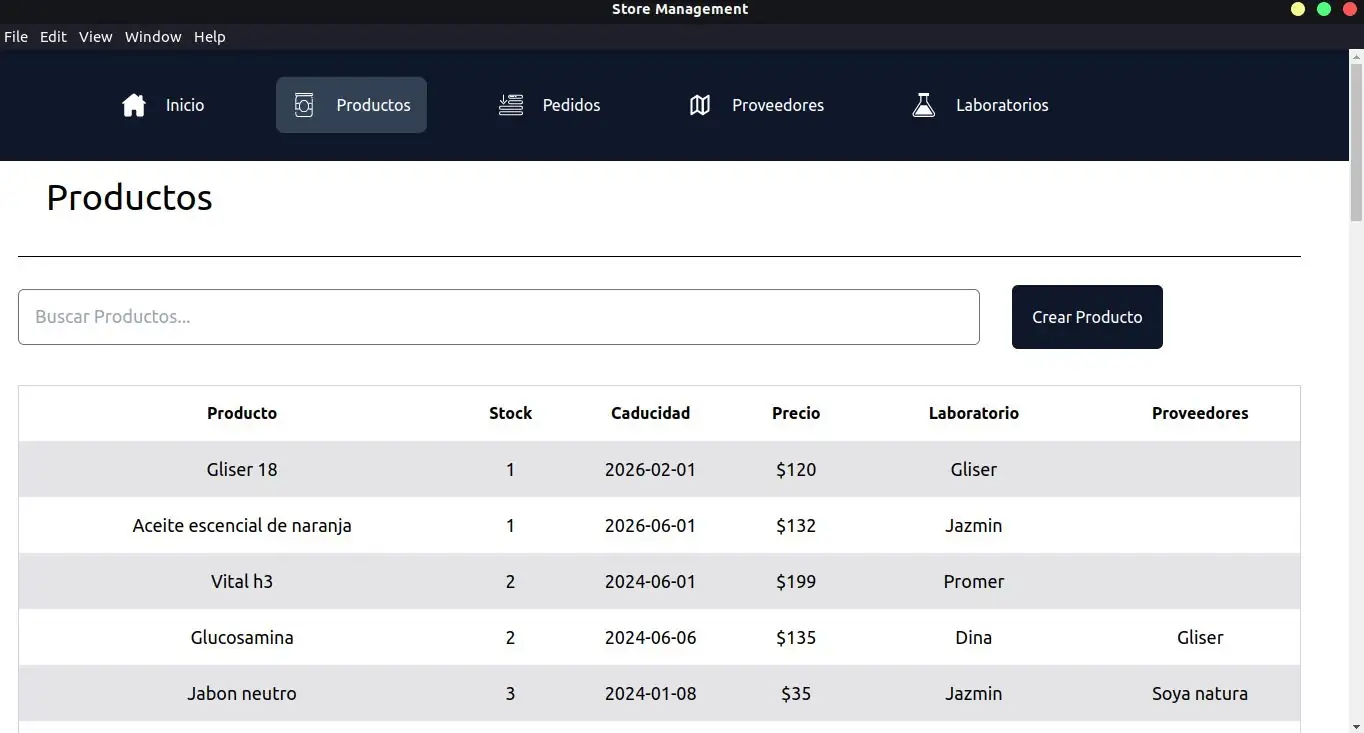 Store Management
File Edit View Window Help
Inicio Productos Pedidos Proveedores Laboratorios
Productos
Buscar Productos... Crear Producto
Producto Stock Caducidad Precio Laboratorio Proveedores
Gliser 18 1 2026-02-01 $120 Gliser
Aceite escencial de naranja 1 2026-06-01 $132 Jazmin
Vital h3 2 2024-06-01 $199 Promer
Glucosamina 2 2024-06-06 $135 Dina Gliser
Jabon neutro 3 2024-01-08 $35 Jazmin Soya natura